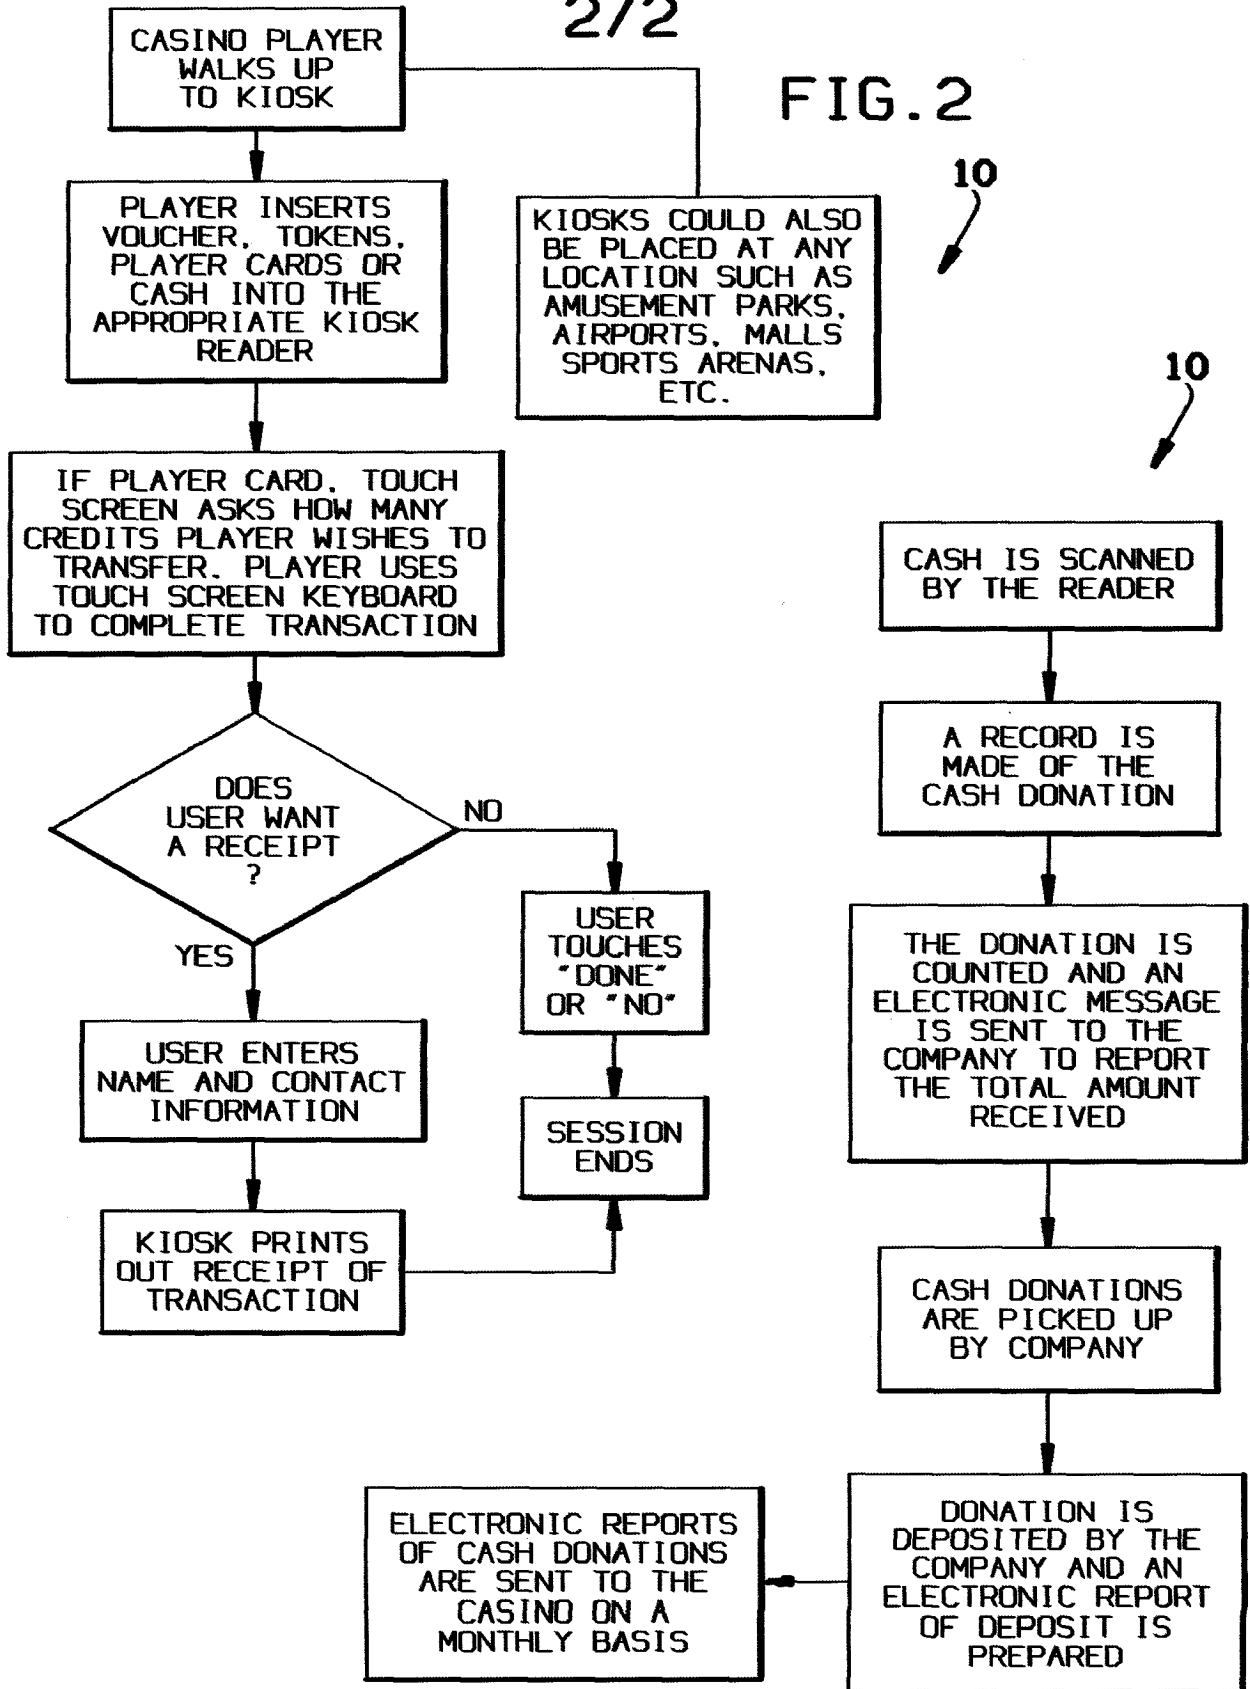 2/2
FIG.2
10
CASINO PLAYER
WALKS UP
TO KIOSK
PLAYER INSERTS
VOUCHER, TOKENS,
PLAYER CARDS OR
CASH INTO THE
APPROPRIATE KIOSK
READER
KIOSKS COULD ALSO
BE PLACED AT ANY
LOCATION SUCH AS
AMUSEMENT PARKS,
AIRPORTS, MALLS
SPORTS ARENAS,
ETC.
IF PLAYER CARD, TOUCH
SCREEN ASKS HOW MANY
CREDITS PLAYER WISHES TO
TRANSFER. PLAYER USES
TOUCH SCREEN KEYBOARD
TO COMPLETE TRANSACTION
DOES
USER WANT
A RECEIPT
?
NO
YES
USER
TOUCHES
"DONE"
OR "NO"
USER ENTERS
NAME AND CONTACT
INFORMATION
SESSION
ENDS
KIOSK PRINTS
OUT RECEIPT OF
TRANSACTION
10
CASH IS SCANNED
BY THE READER
A RECORD IS
MADE OF THE
CASH DONATION
THE DONATION IS
COUNTED AND AN
ELECTRONIC MESSAGE
IS SENT TO THE
COMPANY TO REPORT
THE TOTAL AMOUNT
RECEIVED
CASH DONATIONS
ARE PICKED UP
BY COMPANY
DONATION IS
DEPOSITED BY THE
COMPANY AND AN
ELECTRONIC REPORT
OF DEPOSIT IS
PREPARED
ELECTRONIC REPORTS
OF CASH DONATIONS
ARE SENT TO THE
CASINO ON A
MONTHLY BASIS